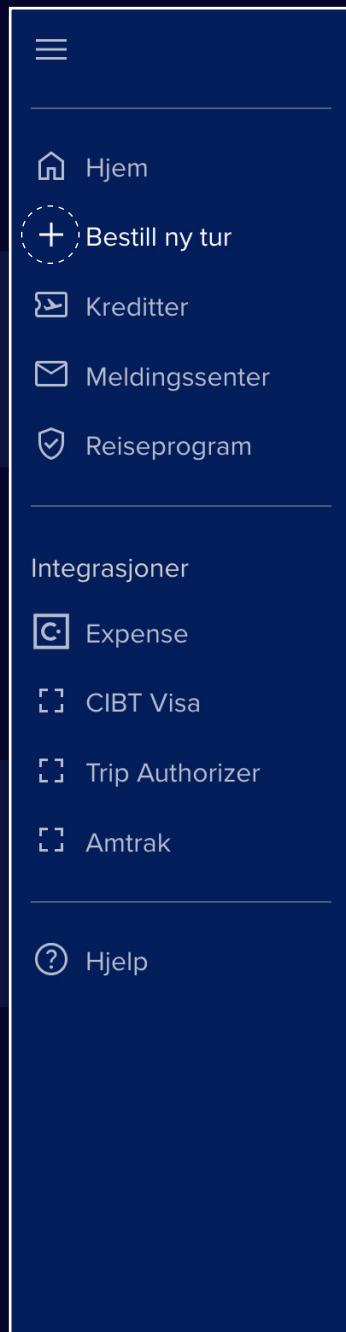 Hjem
Bestill ny tur
Kreditter
Meldingssenter
Reiseprogram
Integrasjoner
Expense
CIBT Visa
Trip Authorizer
Amtrak
Hjelp